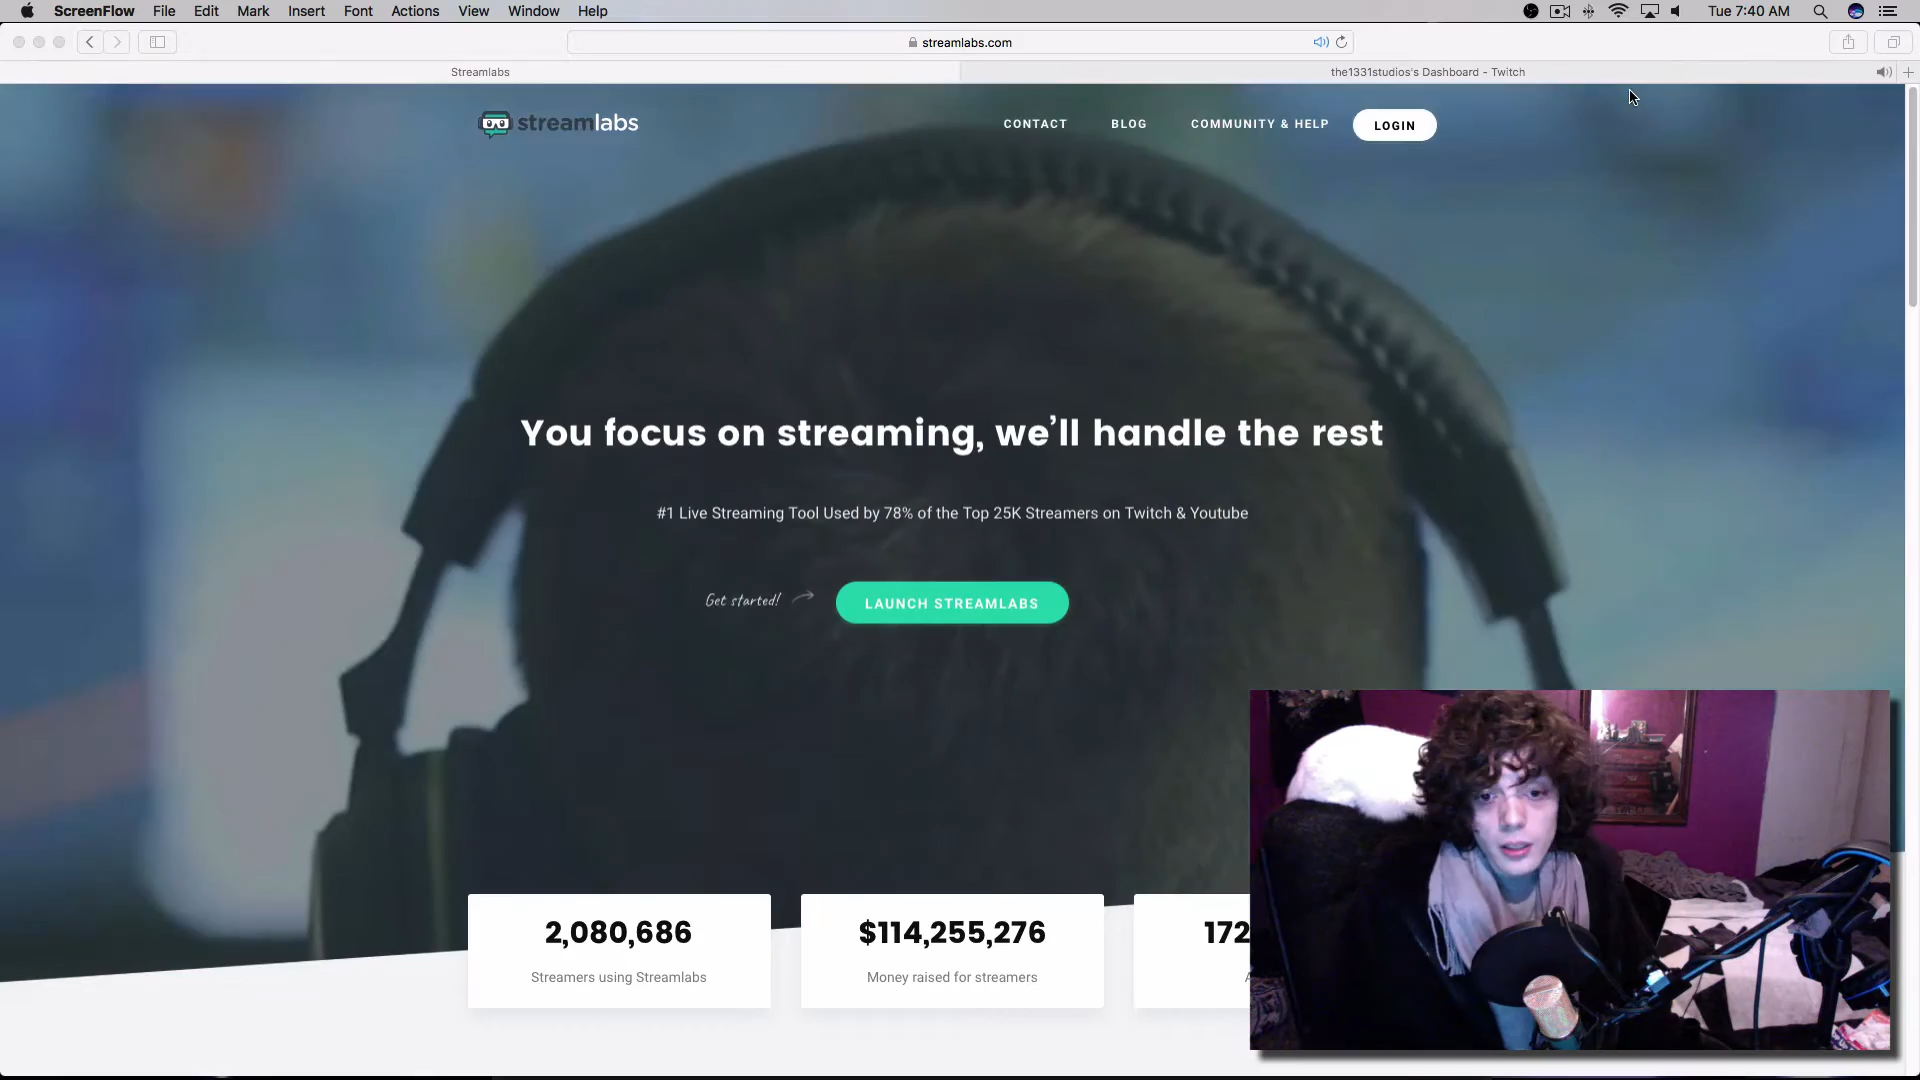 ScreenFlow File Edit Mark Insert Font Actions View Window Help Tue 7:40 AM
streamlabs.com
Streamlabs the1331studios's Dashboard - Twitch
streamlabs CONTACT BLOG COMMUNITY & HELP LOGIN
You focus on streaming, we'll handle the rest
#1 Live Streaming Tool Used by 78% of the Top 25K Streamers on Twitch & Youtube
Get started! LAUNCH STREAMLABS
2,080,686 $114,255,276 172
Streamers using Streamlabs Money raised for streamers